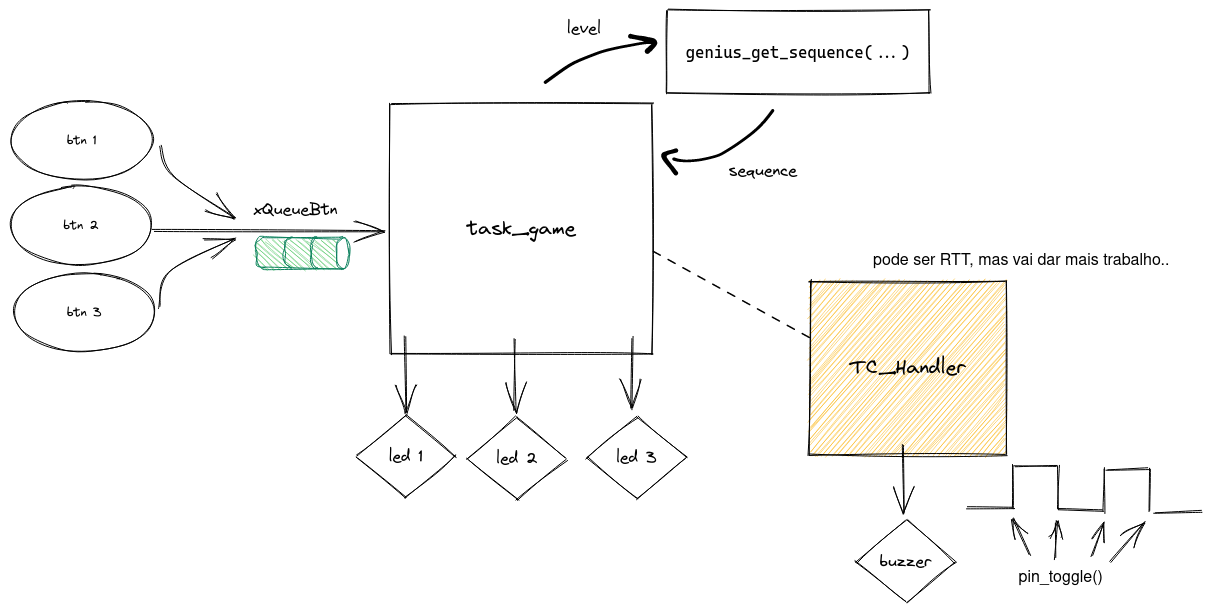 level
genius_get_sequence(...)
btn 1
sequence
xQueueBtn
btn 2
task_game
pode ser RTT, mas vai dar mais trabalho..
btn 3
TC_Handler
led 1
led 2
led 3
buzzer
pin_toggle()